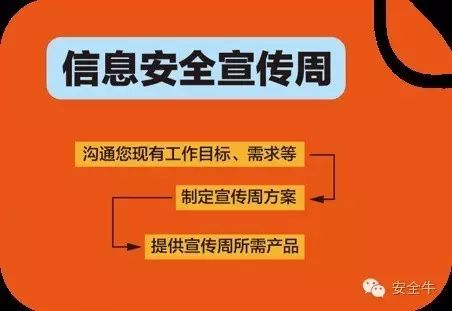 信息安全宣传周
沟通您现有工作目标、需求等
制定宣传周方案
提供宣传周所需产品
安全牛